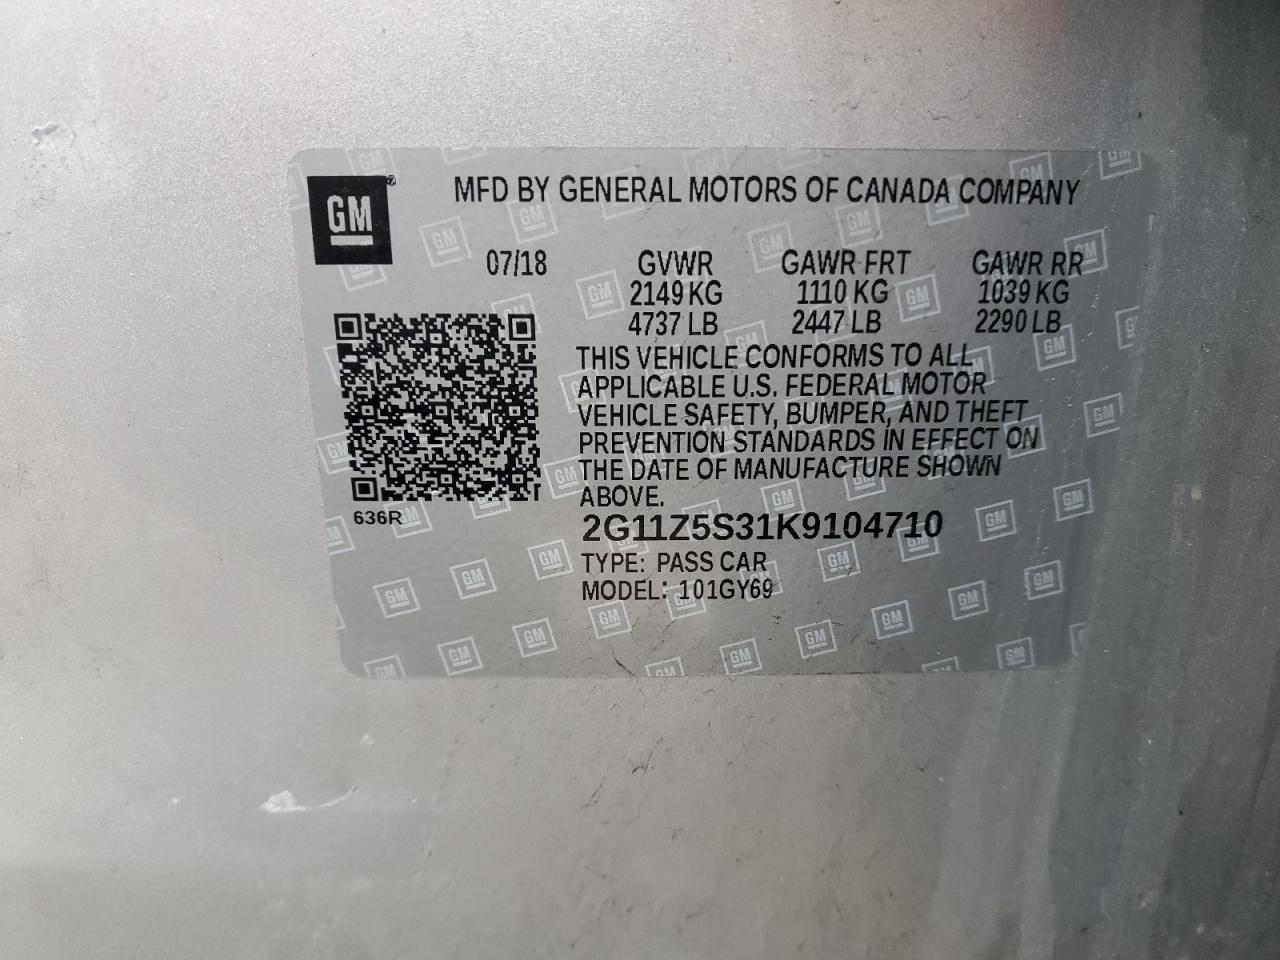 GM®
MFD BY GENERAL MOTORS OF CANADA COMPANY
07/18 GVWR GAWR FRT GAWR RR
2149 KG 1110 KG 1039 KG
4737 LB 2447 LB 2290 LB
THIS VEHICLE CONFORMS TO ALL
APPLICABLE U.S. FEDERAL MOTOR
VEHICLE SAFETY, BUMPER, AND THEFT
PREVENTION STANDARDS IN EFFECT ON
THE DATE OF MANUFACTURE SHOWN
ABOVE.
636R
2G11Z5S31K9104710
TYPE: PASS CAR
MODEL: 101GY69